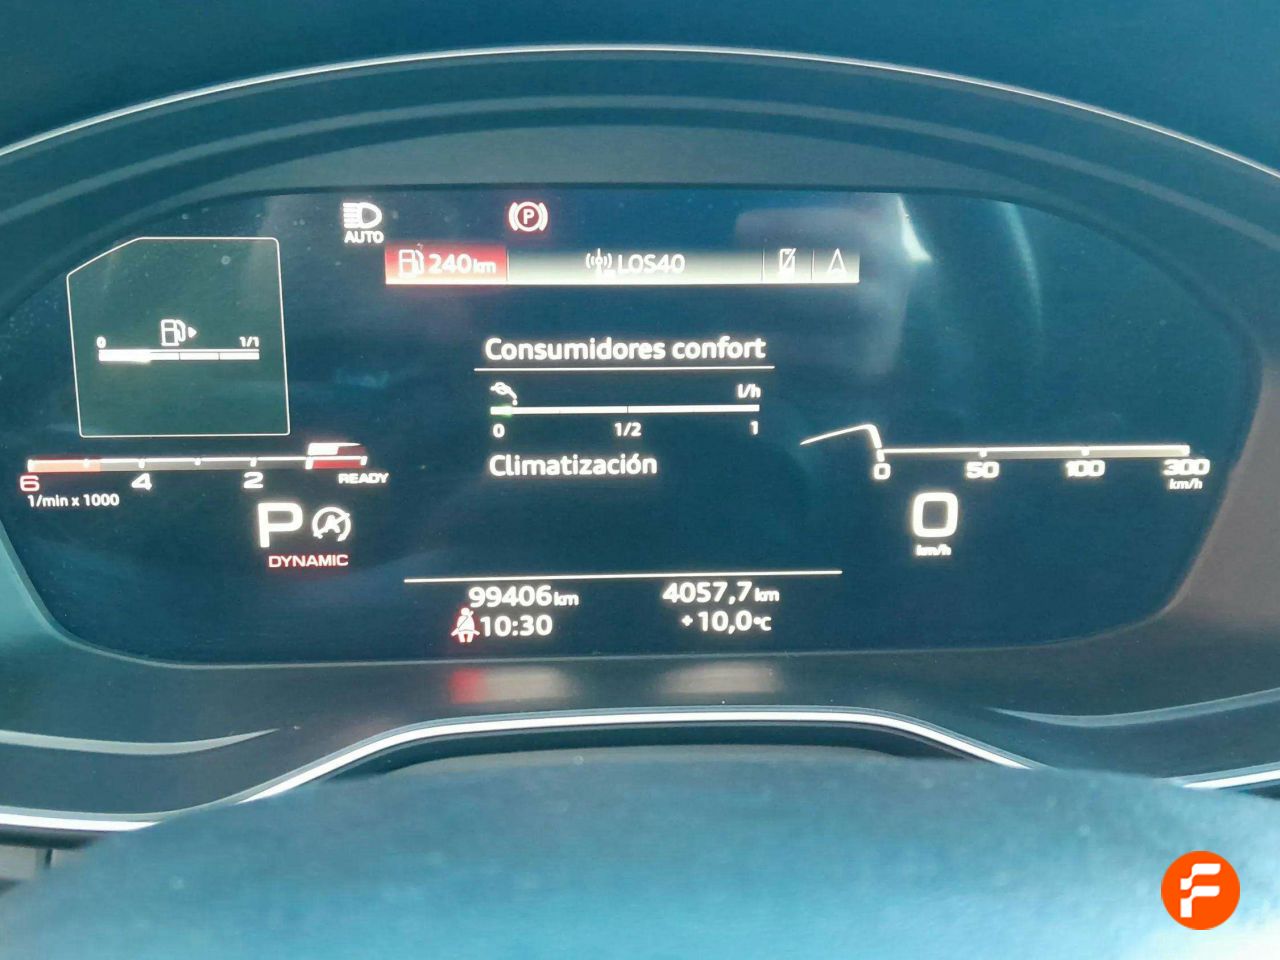 AUTO
P
240 km
LOS40
0 1/1
Consumidores confort
l/h
0 1/2 1
Climatización
6 4 2 READY
1/min x 1000
0 50 100 300
km/h
P A
DYNAMIC
0
km/h
99406 km 4057,7 km
10:30 +10,0°C
F